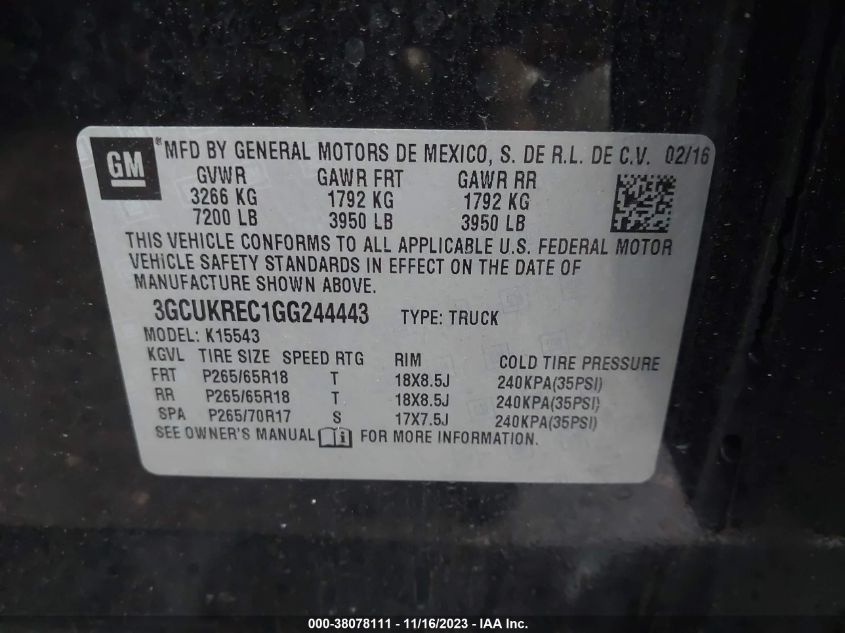 GM
MFD BY GENERAL MOTORS DE MEXICO, S. DE R.L. DE C.V. 02/16
GVWR GAWR FRT GAWR RR
3266 KG 1792 KG 1792 KG
7200 LB 3950 LB 3950 LB
THIS VEHICLE CONFORMS TO ALL APPLICABLE U.S. FEDERAL MOTOR
VEHICLE SAFETY STANDARDS IN EFFECT ON THE DATE OF
MANUFACTURE SHOWN ABOVE.
3GCUKREC1GG244443 TYPE: TRUCK
MODEL: K15543
KGVL TIRE SIZE SPEED RTG RIM COLD TIRE PRESSURE
FRT P265/65R18 T 18X8.5J 240KPA(35PSI)
RR P265/65R18 T 18X8.5J 240KPA(35PSI)
SPA P265/70R17 S 17X7.5J 240KPA(35PSI)
SEE OWNER'S MANUAL FOR MORE INFORMATION.
000-38078111 - 11/16/2023 - IAA Inc.